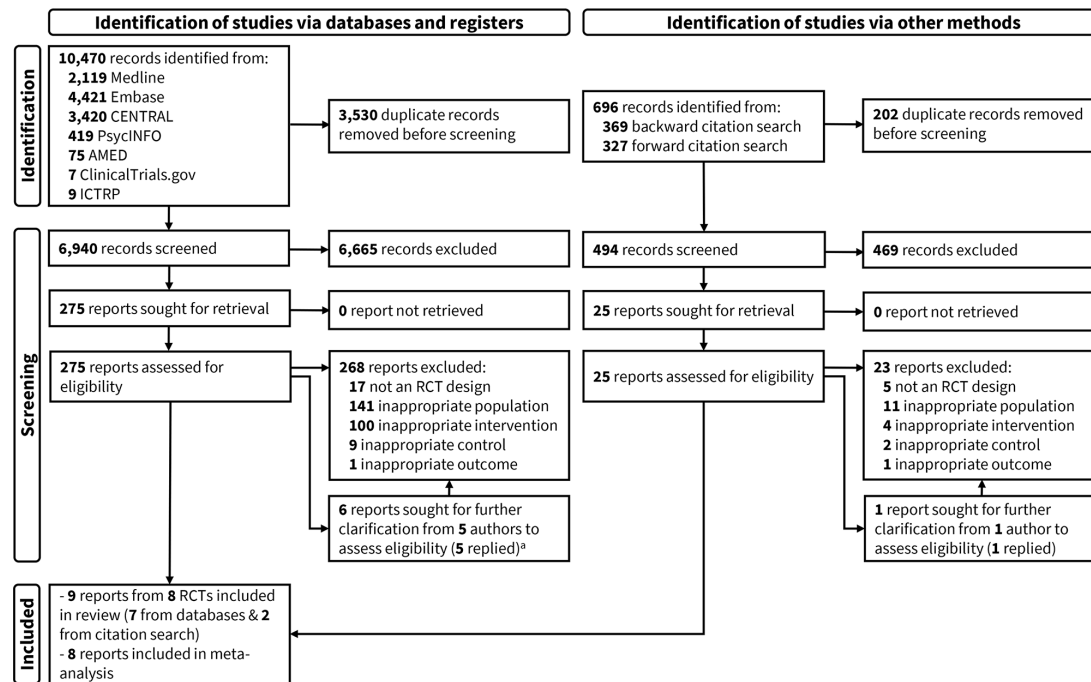 Identification of studies via databases and registers
Identification of studies via other methods
Identification
10,470 records identified from:
2,119 Medline
4,421 Embase
3,420 CENTRAL
419 PsycINFO
75 AMED
7 ClinicalTrials.gov
9 ICTRP
3,530 duplicate records
removed before screening
696 records identified from:
369 backward citation search
327 forward citation search
202 duplicate records removed
before screening
Screening
6,940 records screened
6,665 records excluded
494 records screened
469 records excluded
275 reports sought for retrieval
0 report not retrieved
25 reports sought for retrieval
0 report not retrieved
275 reports assessed for
eligibility
268 reports excluded:
17 not an RCT design
141 inappropriate population
100 inappropriate intervention
9 inappropriate control
1 inappropriate outcome
25 reports assessed for eligibility
23 reports excluded:
5 not an RCT design
11 inappropriate population
4 inappropriate intervention
2 inappropriate control
1 inappropriate outcome
6 reports sought for further
clarification from 5 authors to
assess eligibility (5 replied)ᵃ
1 report sought for further
clarification from 1 author to
assess eligibility (1 replied)
Included
- 9 reports from 8 RCTs included
in review (7 from databases & 2
from citation search)
- 8 reports included in meta-
analysis